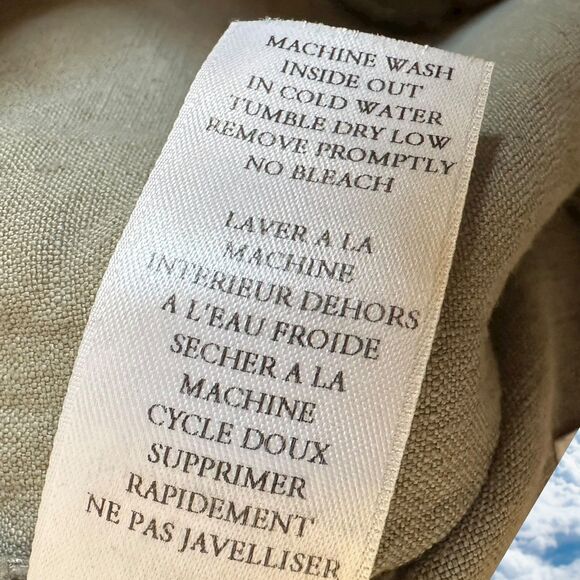 MACHINE WASH
INSIDE OUT
IN COLD WATER
TUMBLE DRY LOW
REMOVE PROMPTLY
NO BLEACH
LAVER A LA
MACHINE
INTERIEUR DEHORS
A L'EAU FROIDE
SECHER A LA
MACHINE
CYCLE DOUX
SUPPRIMER
RAPIDEMENT
NE PAS JAVELLISER